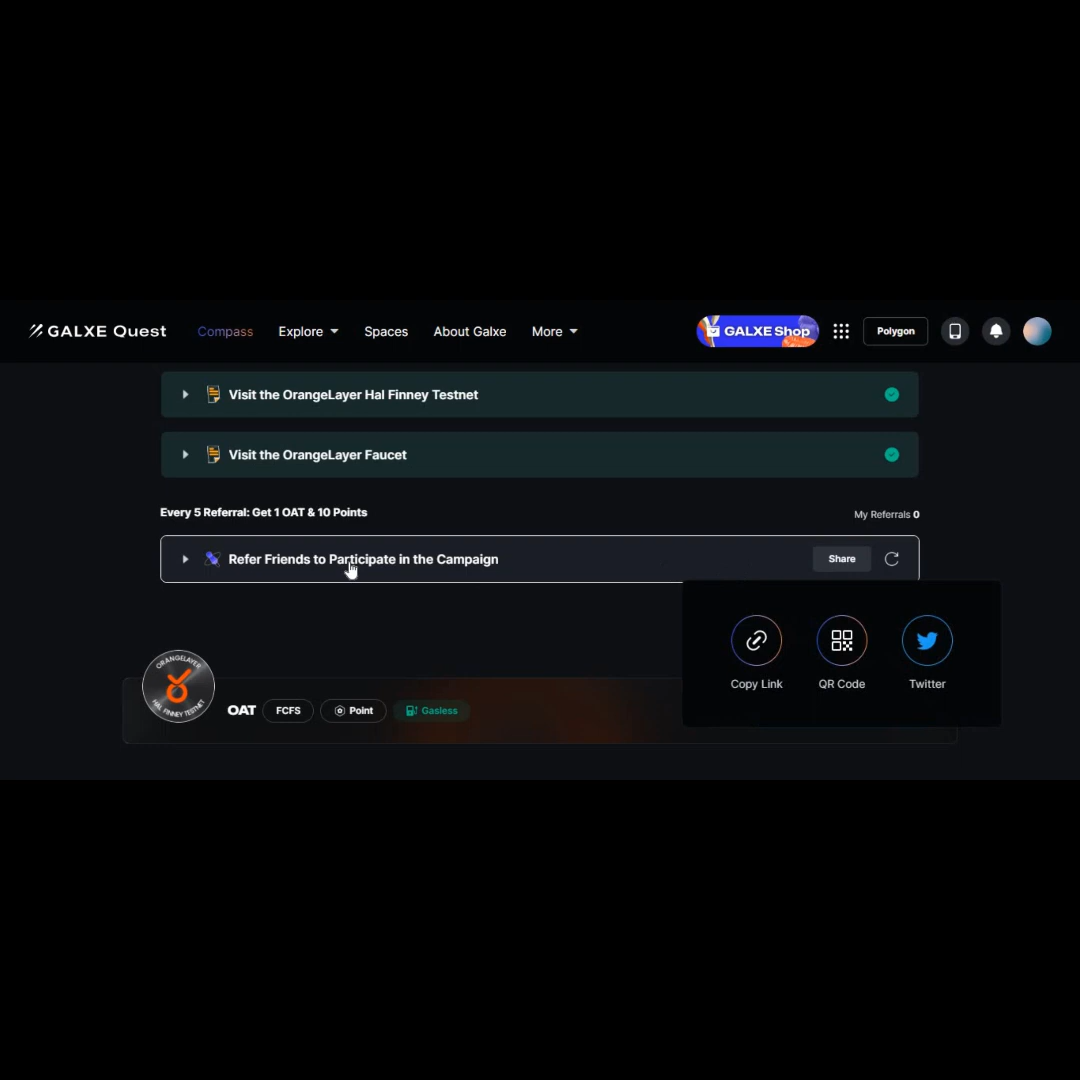 GALXE Quest Compass Explore Spaces About Galxe More GALXE Shop Polygon
Visit the OrangeLayer Hal Finney Testnet
Visit the OrangeLayer Faucet
Every 5 Referral: Get 1 OAT & 10 Points My Referrals 0
Refer Friends to Participate in the Campaign Share
Copy Link QR Code Twitter
ORANGELAYER
HAL FINNEY TESTNET
OAT FCFS Point Gasless